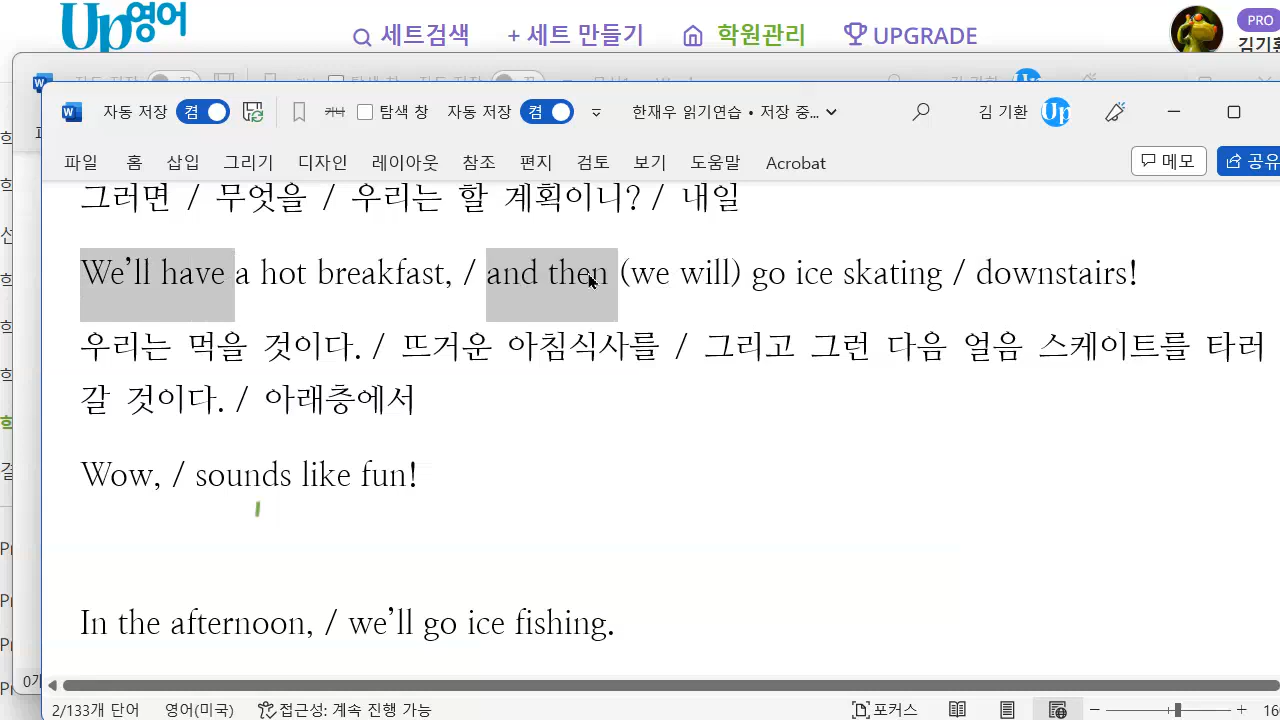 Up영어
세트검색 + 세트 만들기 학원관리 UPGRADE PRO
김기환
자동 저장 켬 탐색 창 자동 저장 켬 한재우 읽기연습 • 저장 중... 김 기환 Up
파일 홈 삽입 그리기 디자인 레이아웃 참조 편지 검토 보기 도움말 Acrobat 메모 공유
그러면 / 무엇을 / 우리는 할 계획이니? / 내일
We’ll have a hot breakfast, / and then (we will) go ice skating / downstairs!
우리는 먹을 것이다. / 뜨거운 아침식사를 / 그리고 그런 다음 얼음 스케이트를 타러
갈 것이다. / 아래층에서
Wow, / sounds like fun!
In the afternoon, / we’ll go ice fishing.
2/133개 단어 영어(미국) 접근성: 계속 진행 가능 포커스